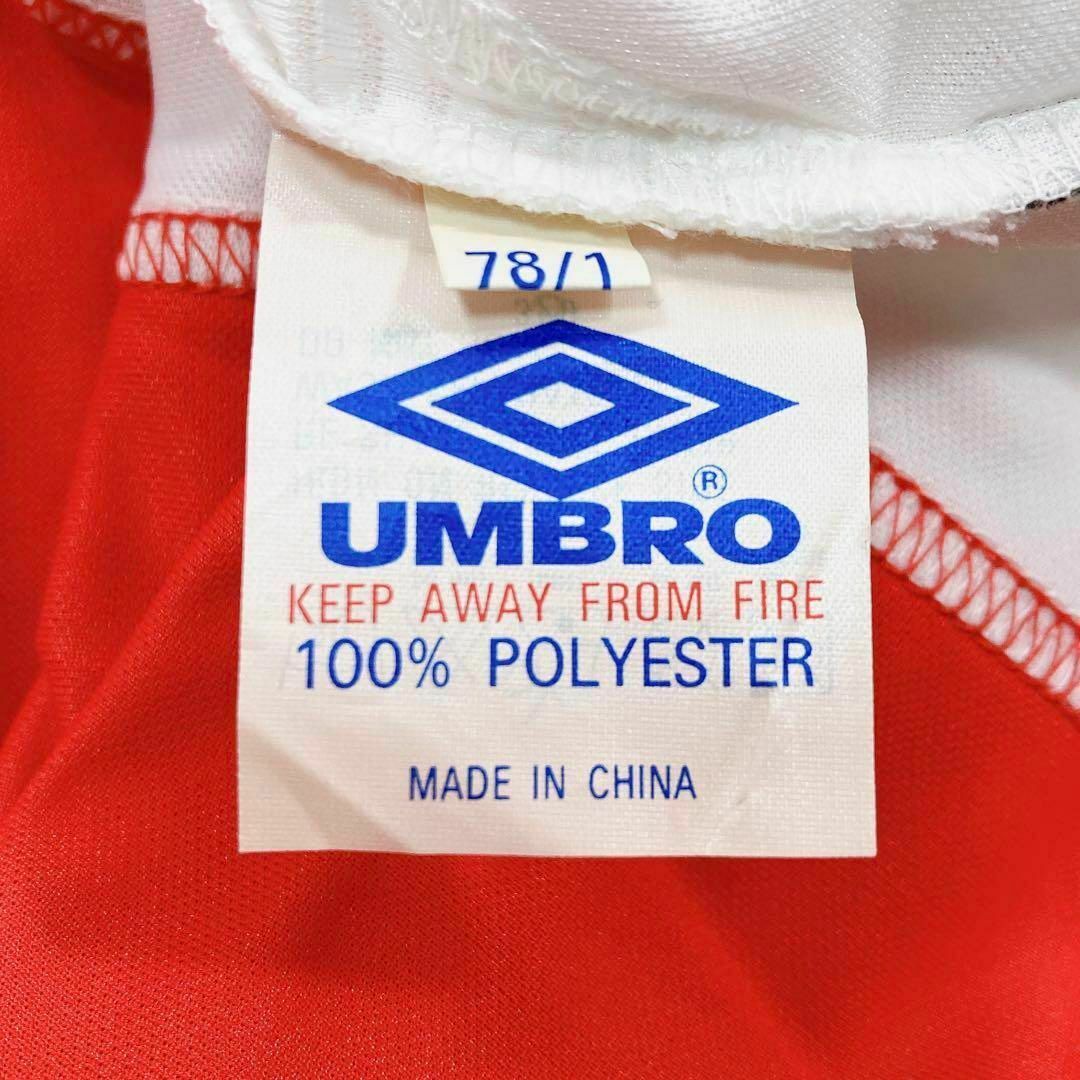 78/1
UMBRO®
KEEP AWAY FROM FIRE
100% POLYESTER
MADE IN CHINA